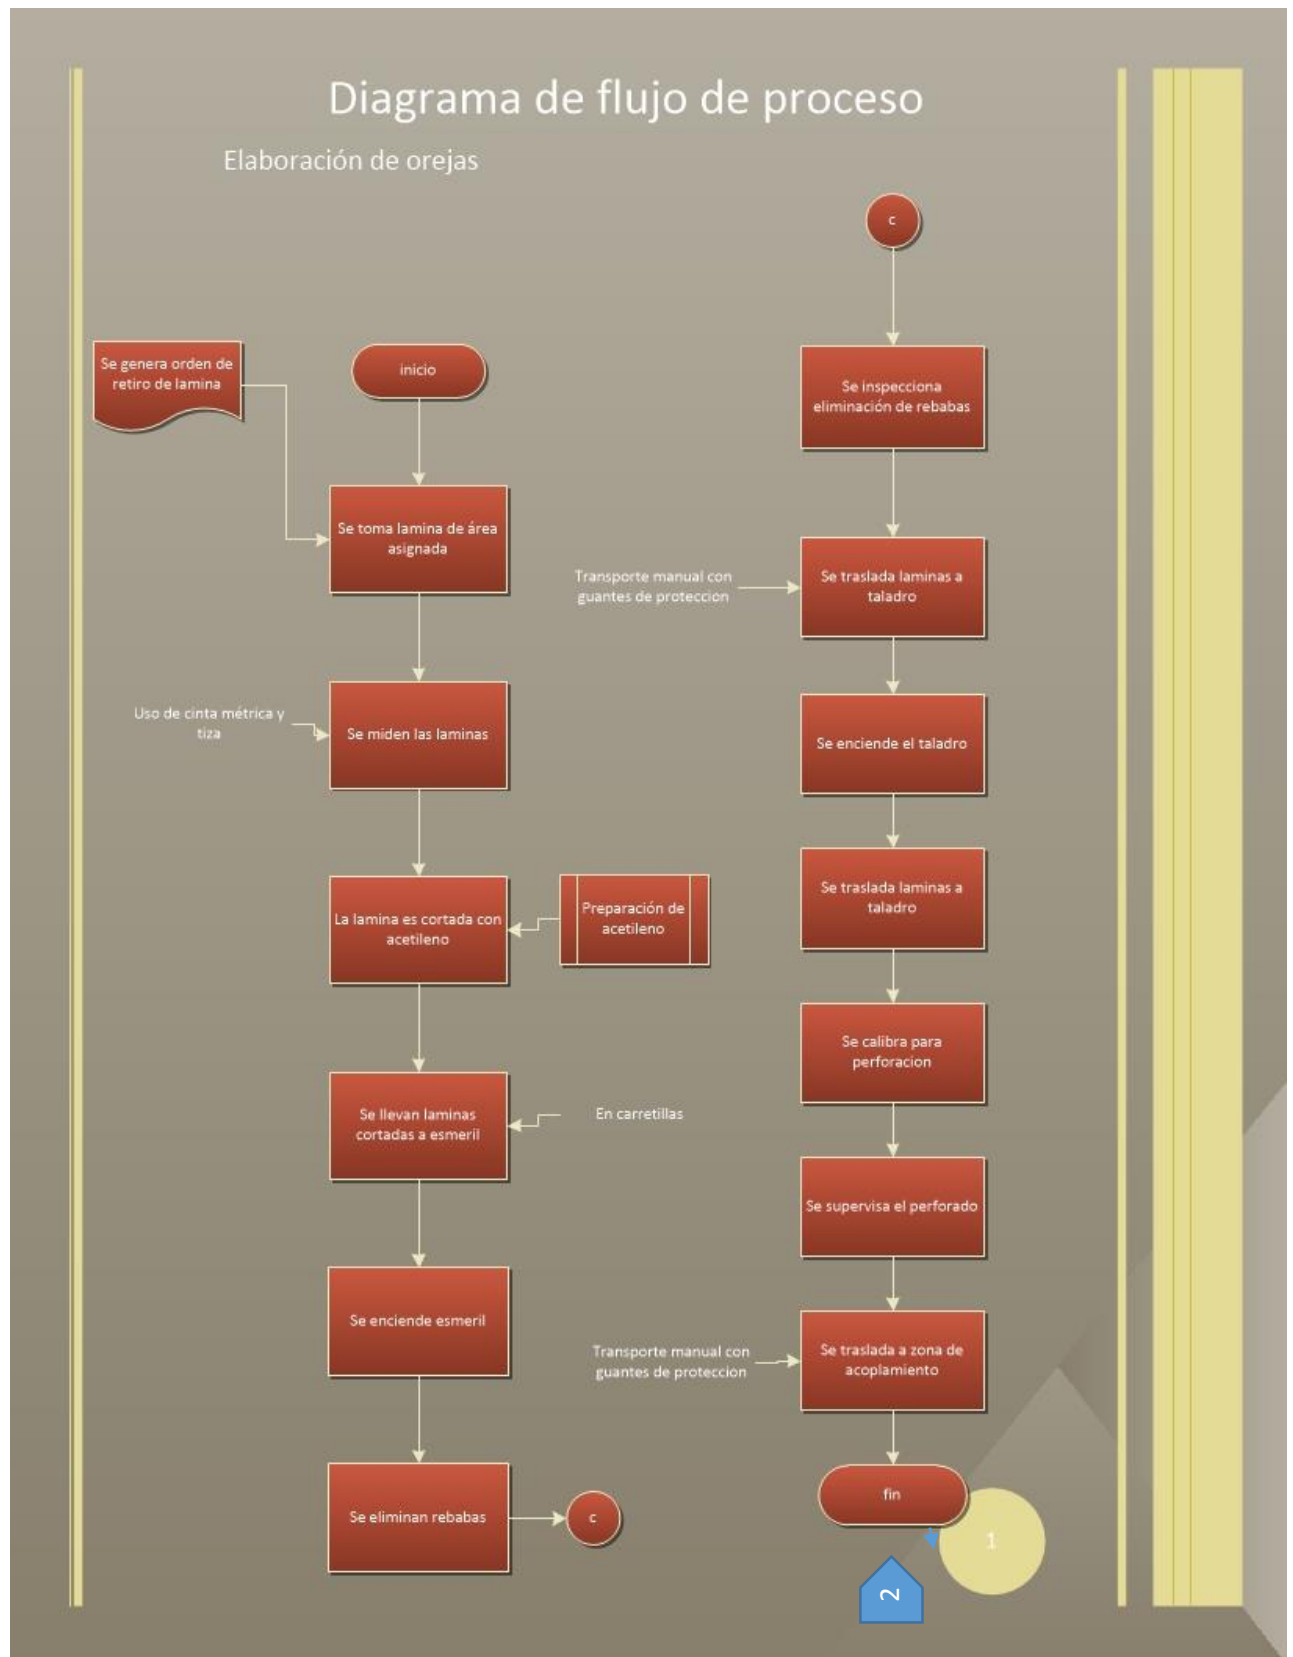 Diagrama de flujo de proceso
Elaboración de orejas
Se genera orden de
retiro de lamina
inicio
Se toma lamina de área
asignada
Uso de cinta métrica y
tiza
Se miden las laminas
La lamina es cortada con
acetileno
Preparación de
acetileno
Se llevan laminas
cortadas a esmeril
En carretillas
Se enciende esmeril
Se eliminan rebabas
c
c
Se inspecciona
eliminación de rebabas
Transporte manual con
guantes de proteccion
Se traslada laminas a
taladro
Se enciende el taladro
Se traslada laminas a
taladro
Se calibra para
perforacion
Se supervisa el perforado
Transporte manual con
guantes de proteccion
Se traslada a zona de
acoplamiento
fin
1
2